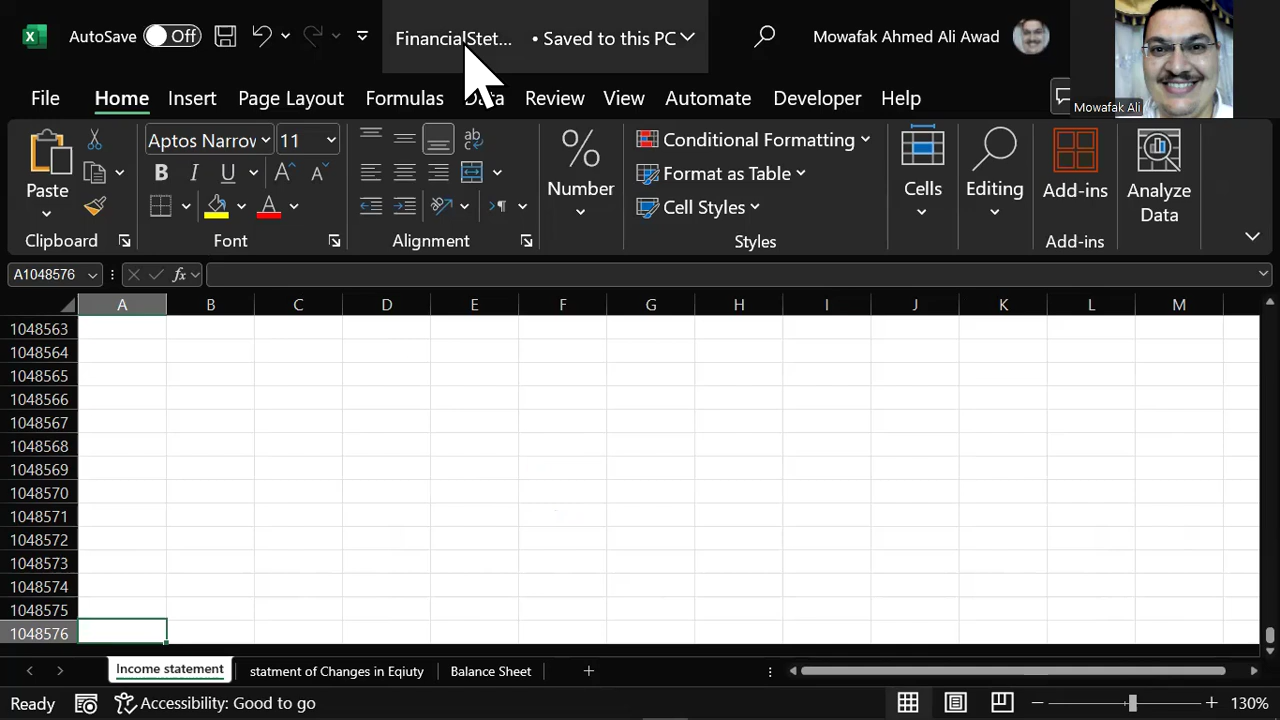 AutoSave Off FinancialStet... • Saved to this PC Mowafak Ahmed Ali Awad
Mowafak Ali
File Home Insert Page Layout Formulas Data Review View Automate Developer Help
Paste
Clipboard
Aptos Narrov 11
B I U
A A
A
Font
ab
Alignment
%
Number
Conditional Formatting
Format as Table
Cell Styles
Styles
Cells
Editing
Add-ins
Add-ins
Analyze
Data
A1048576 fx
A B C D E F G H I J K L M
1048563
1048564
1048565
1048566
1048567
1048568
1048569
1048570
1048571
1048572
1048573
1048574
1048575
1048576
Income statement statment of Changes in Eqiuty Balance Sheet
Ready Accessibility: Good to go 130%